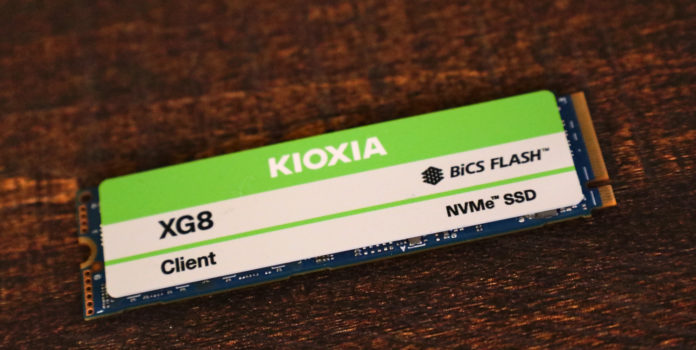 KIOXIA
BiCS FLASH™
XG8
NVMe™ SSD
Client